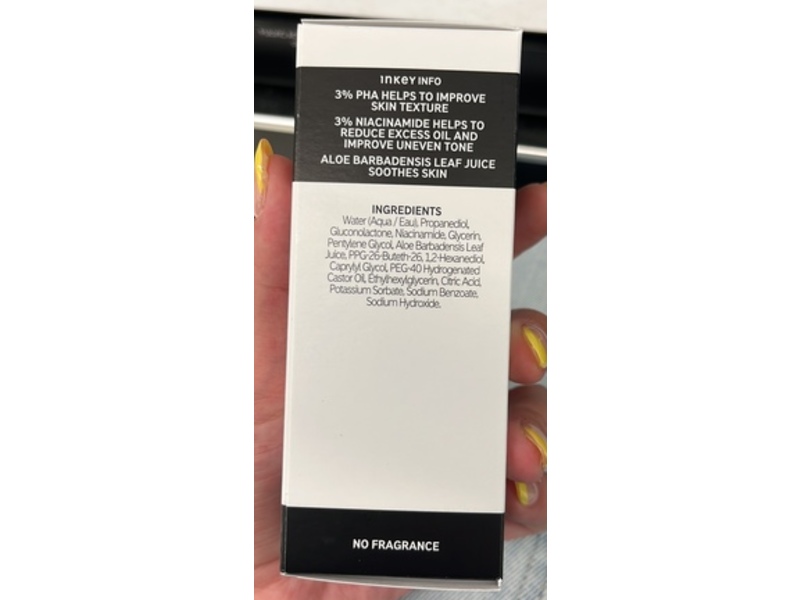 INKEY INFO
3% PHA HELPS TO IMPROVE
SKIN TEXTURE
3% NIACINAMIDE HELPS TO
REDUCE EXCESS OIL AND
IMPROVE UNEVEN TONE
ALOE BARBADENSIS LEAF JUICE
SOOTHES SKIN
INGREDIENTS
Water (Aqua / Eau), Propanediol,
Gluconolactone, Niacinamide, Glycerin,
Pentylene Glycol, Aloe Barbadensis Leaf
Juice, PPG-26-Buteth-26, 1,2-Hexanediol,
Caprylyl Glycol, PEG-40 Hydrogenated
Castor Oil, Ethylhexylglycerin, Citric Acid,
Potassium Sorbate, Sodium Benzoate,
Sodium Hydroxide.
NO FRAGRANCE